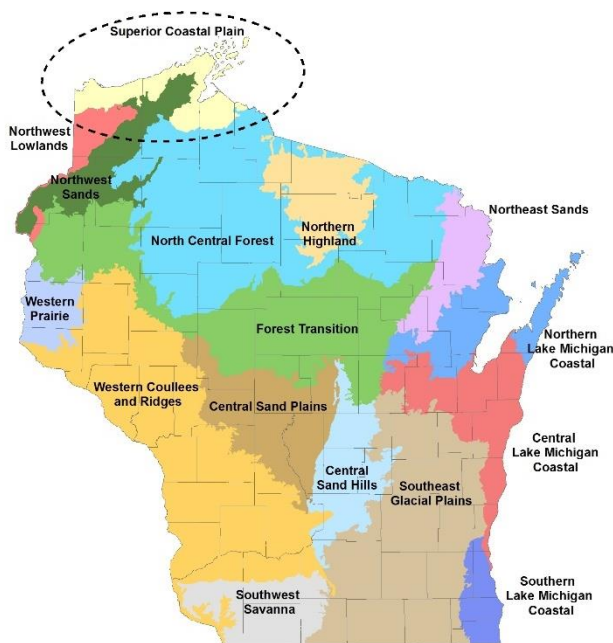 Superior Coastal Plain
Northwest
Lowlands
Northwest
Sands
Northeast Sands
North Central Forest
Northern
Highland
Western
Prairie
Forest Transition
Northern
Lake Michigan
Coastal
Western Coullees
and Ridges
Central Sand Plains
Central
Sand Hills
Southeast
Glacial Plains
Central
Lake Michigan
Coastal
Southwest
Savanna
Southern
Lake Michigan
Coastal